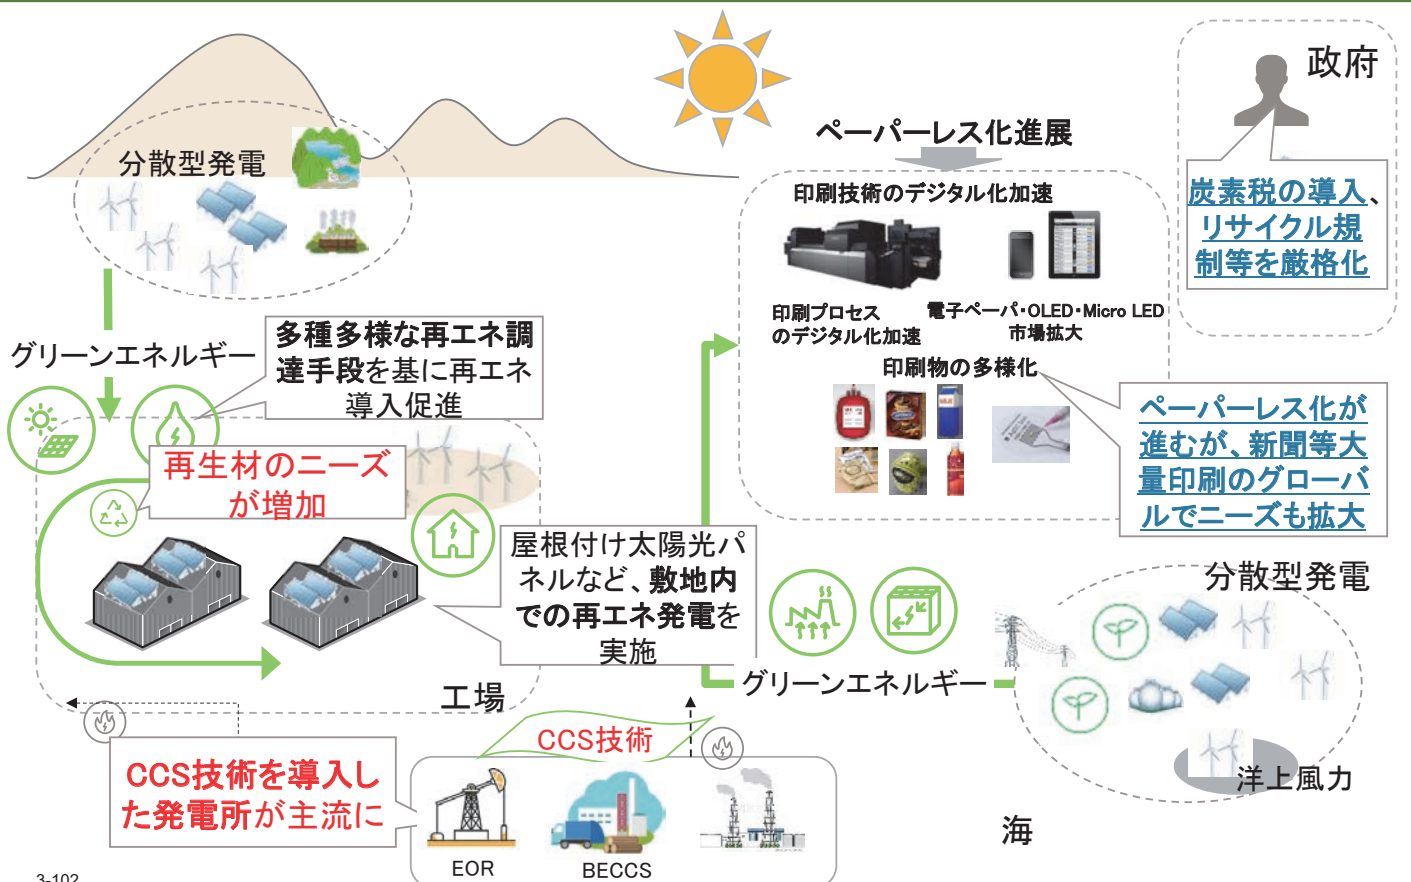 政府
ペーパーレス化進展
分散型発電
印刷技術のデジタル化加速
炭素税の導入、
リサイクル規
制等を厳格化
印刷プロセス
のデジタル化加速
電子ペーパ・OLED・Micro LED
市場拡大
グリーンエネルギー
多種多様な再エネ調
達手段を基に再エネ
導入促進
印刷物の多様化
ペーパーレス化が
進むが、新聞等大
量印刷のグローバ
ルでニーズも拡大
再生材のニーズ
が増加
屋根付け太陽光パ
ネルなど、敷地内
での再エネ発電を
実施
分散型発電
グリーンエネルギー
工場
CCS技術
CCS技術を導入し
た発電所が主流に
洋上風力
海
EOR
BECCS
3-102